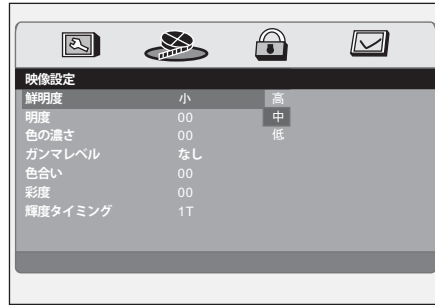 映像設定
鮮明度 小 高
明度 00 中
色の濃さ 00 低
ガンマレベル なし
色合い 00
彩度 00
輝度タイミング 1T